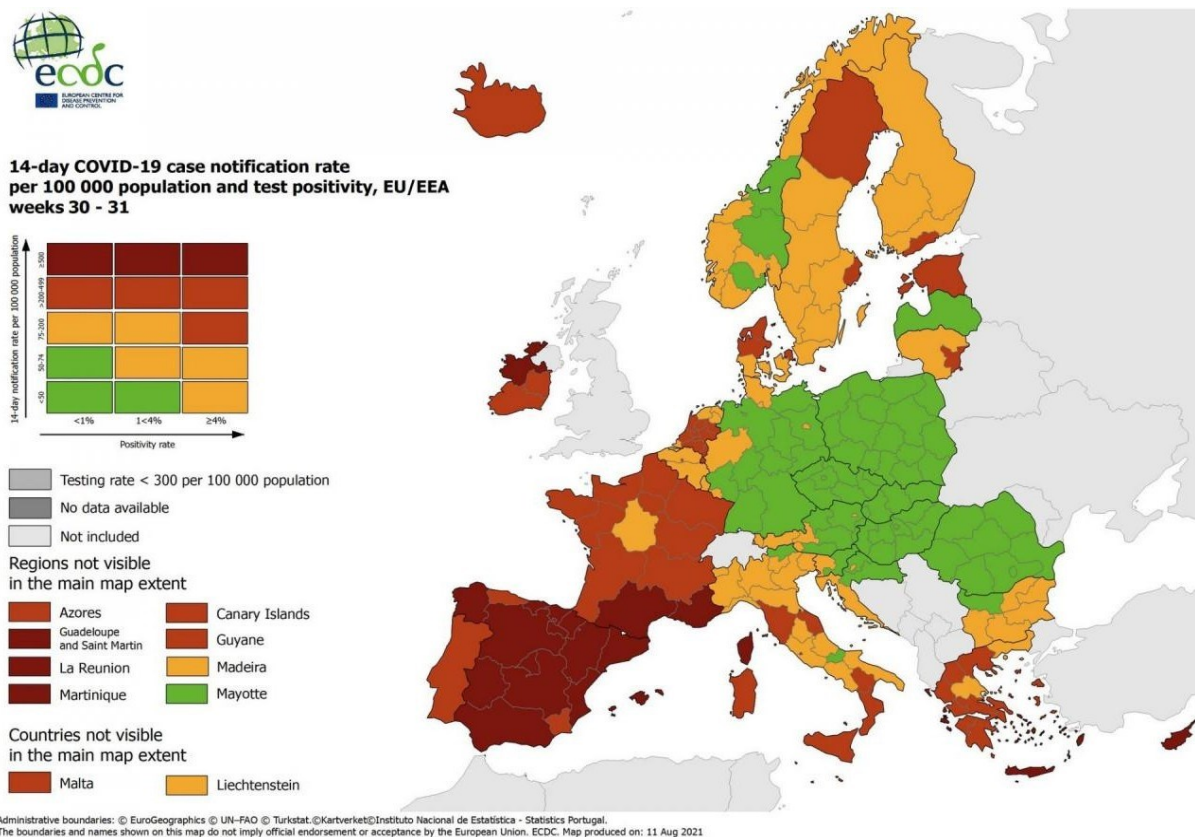 ecdc
EUROPEAN CENTRE FOR
DISEASE PREVENTION
AND CONTROL
14-day COVID-19 case notification rate
per 100 000 population and test positivity, EU/EEA
weeks 30 - 31
14-day notification rate per 100 000 population
≥500
>200-499
75-200
50-74
<50
<1%
1<4%
≥4%
Positivity rate
Testing rate < 300 per 100 000 population
No data available
Not included
Regions not visible
in the main map extent
Azores
Canary Islands
Guadeloupe
and Saint Martin
Guyane
La Reunion
Madeira
Martinique
Mayotte
Countries not visible
in the main map extent
Malta
Liechtenstein
Administrative boundaries: © EuroGeographics © UN–FAO © Turkstat.©Kartverket©Instituto Nacional de Estatística - Statistics Portugal.
The boundaries and names shown on this map do not imply official endorsement or acceptance by the European Union. ECDC. Map produced on: 11 Aug 2021